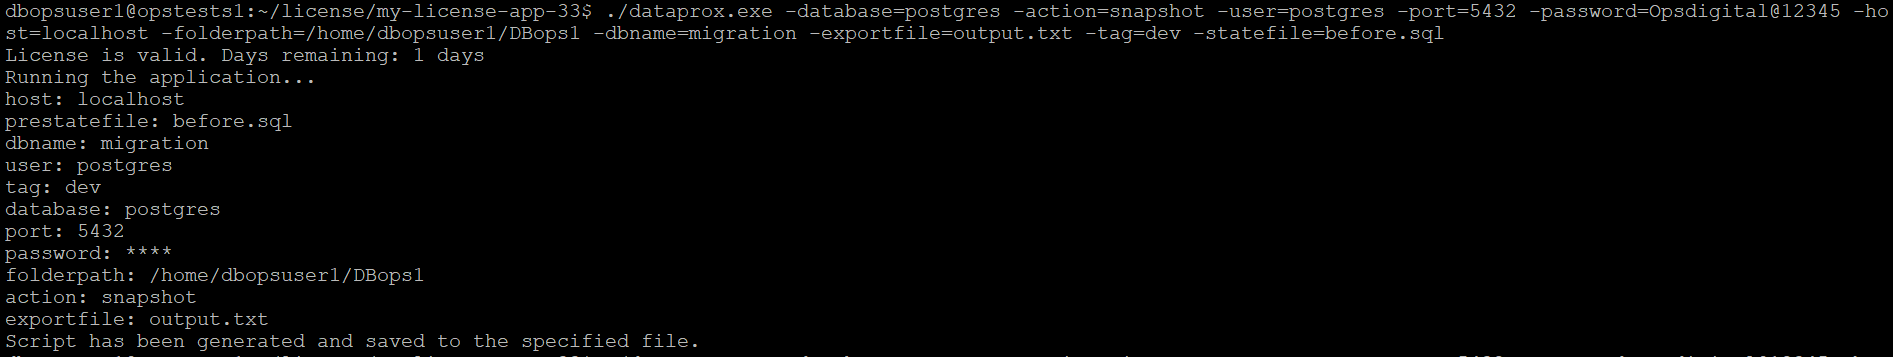 dbopsuser1@opstests1:~/license/my-license-app-33$ ./dataprox.exe -database=postgres -action=snapshot -user=postgres -port=5432 -password=Opsdigital@12345 -ho
st=localhost -folderpath=/home/dbopsuser1/DBops1 -dbname=migration -exportfile=output.txt -tag=dev -statefile=before.sql
License is valid. Days remaining: 1 days
Running the application...
host: localhost
prestatefile: before.sql
dbname: migration
user: postgres
tag: dev
database: postgres
port: 5432
password: ****
folderpath: /home/dbopsuser1/DBops1
action: snapshot
exportfile: output.txt
Script has been generated and saved to the specified file.